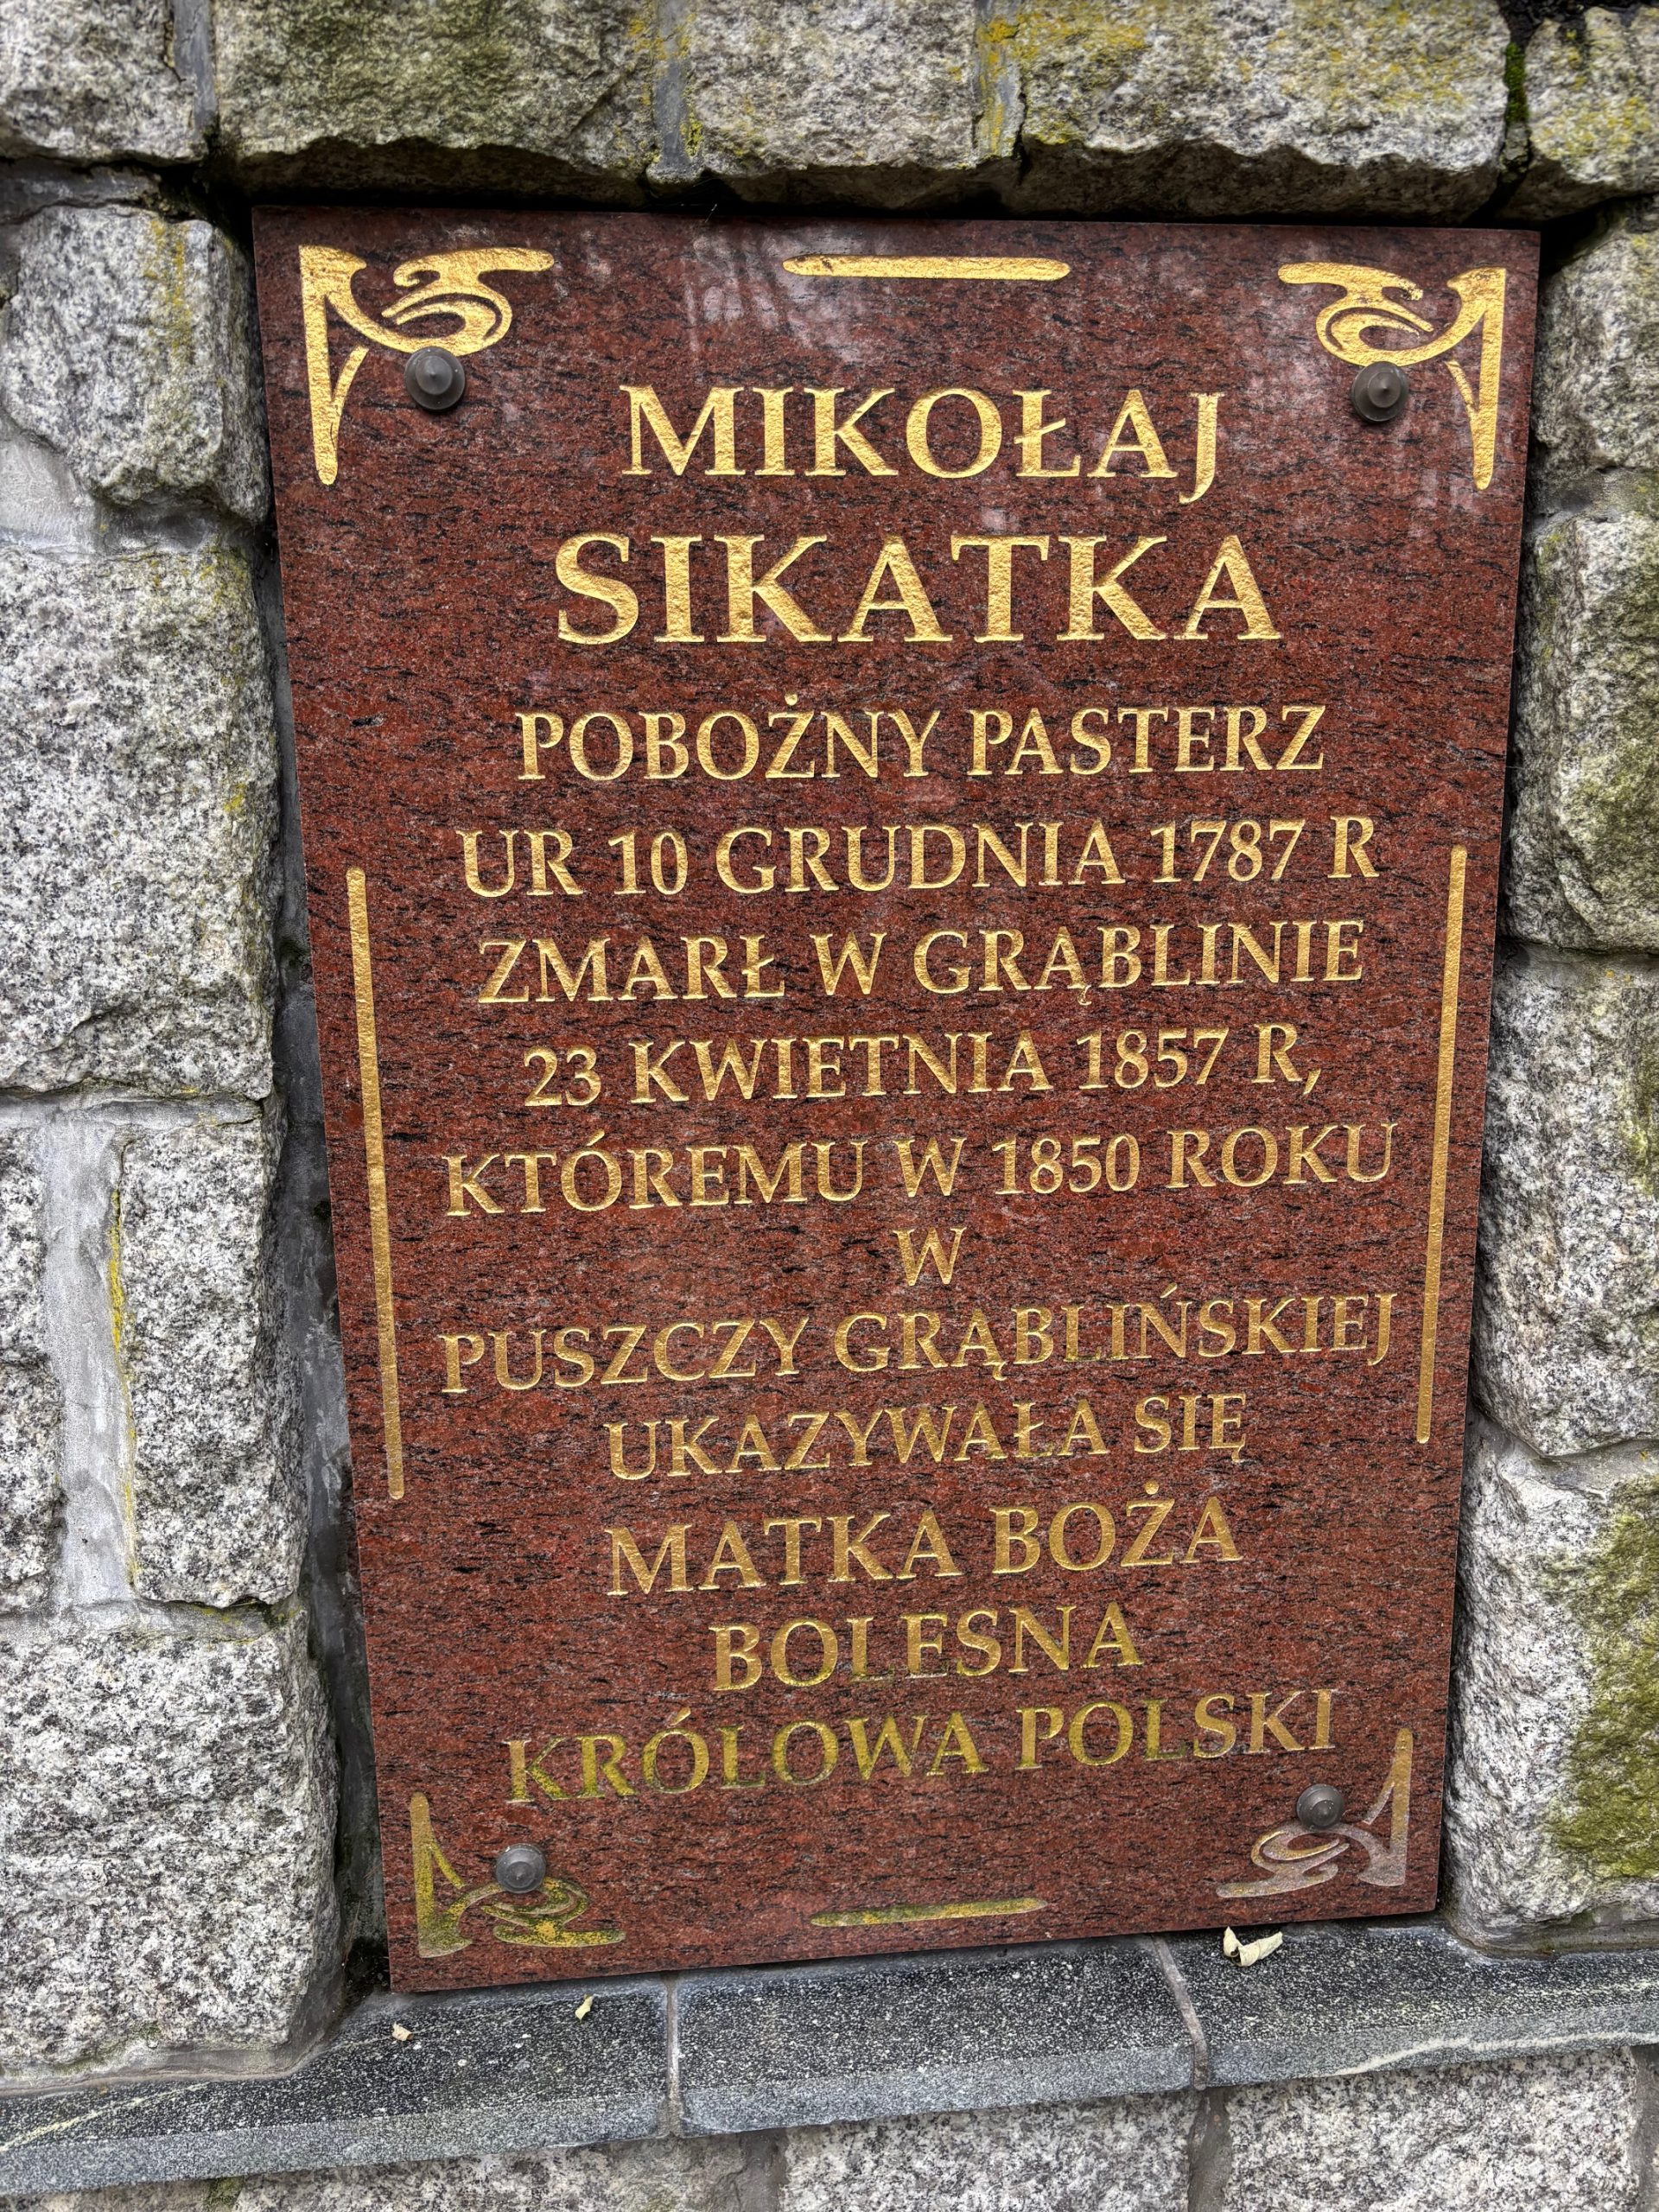 MIKOŁAJ
SIKATKA
POBOŻNY PASTERZ
UR 10 GRUDNIA 1787 R
ZMARŁ W GRĄBLINIE
23 KWIETNIA 1857 R,
KTÓREMU W 1850 ROKU
W
PUSZCZY GRĄBLIŃSKIEJ
UKAZYWAŁA SIĘ
MATKA BOŻA
BOLESNA
KRÓLOWA POLSKI